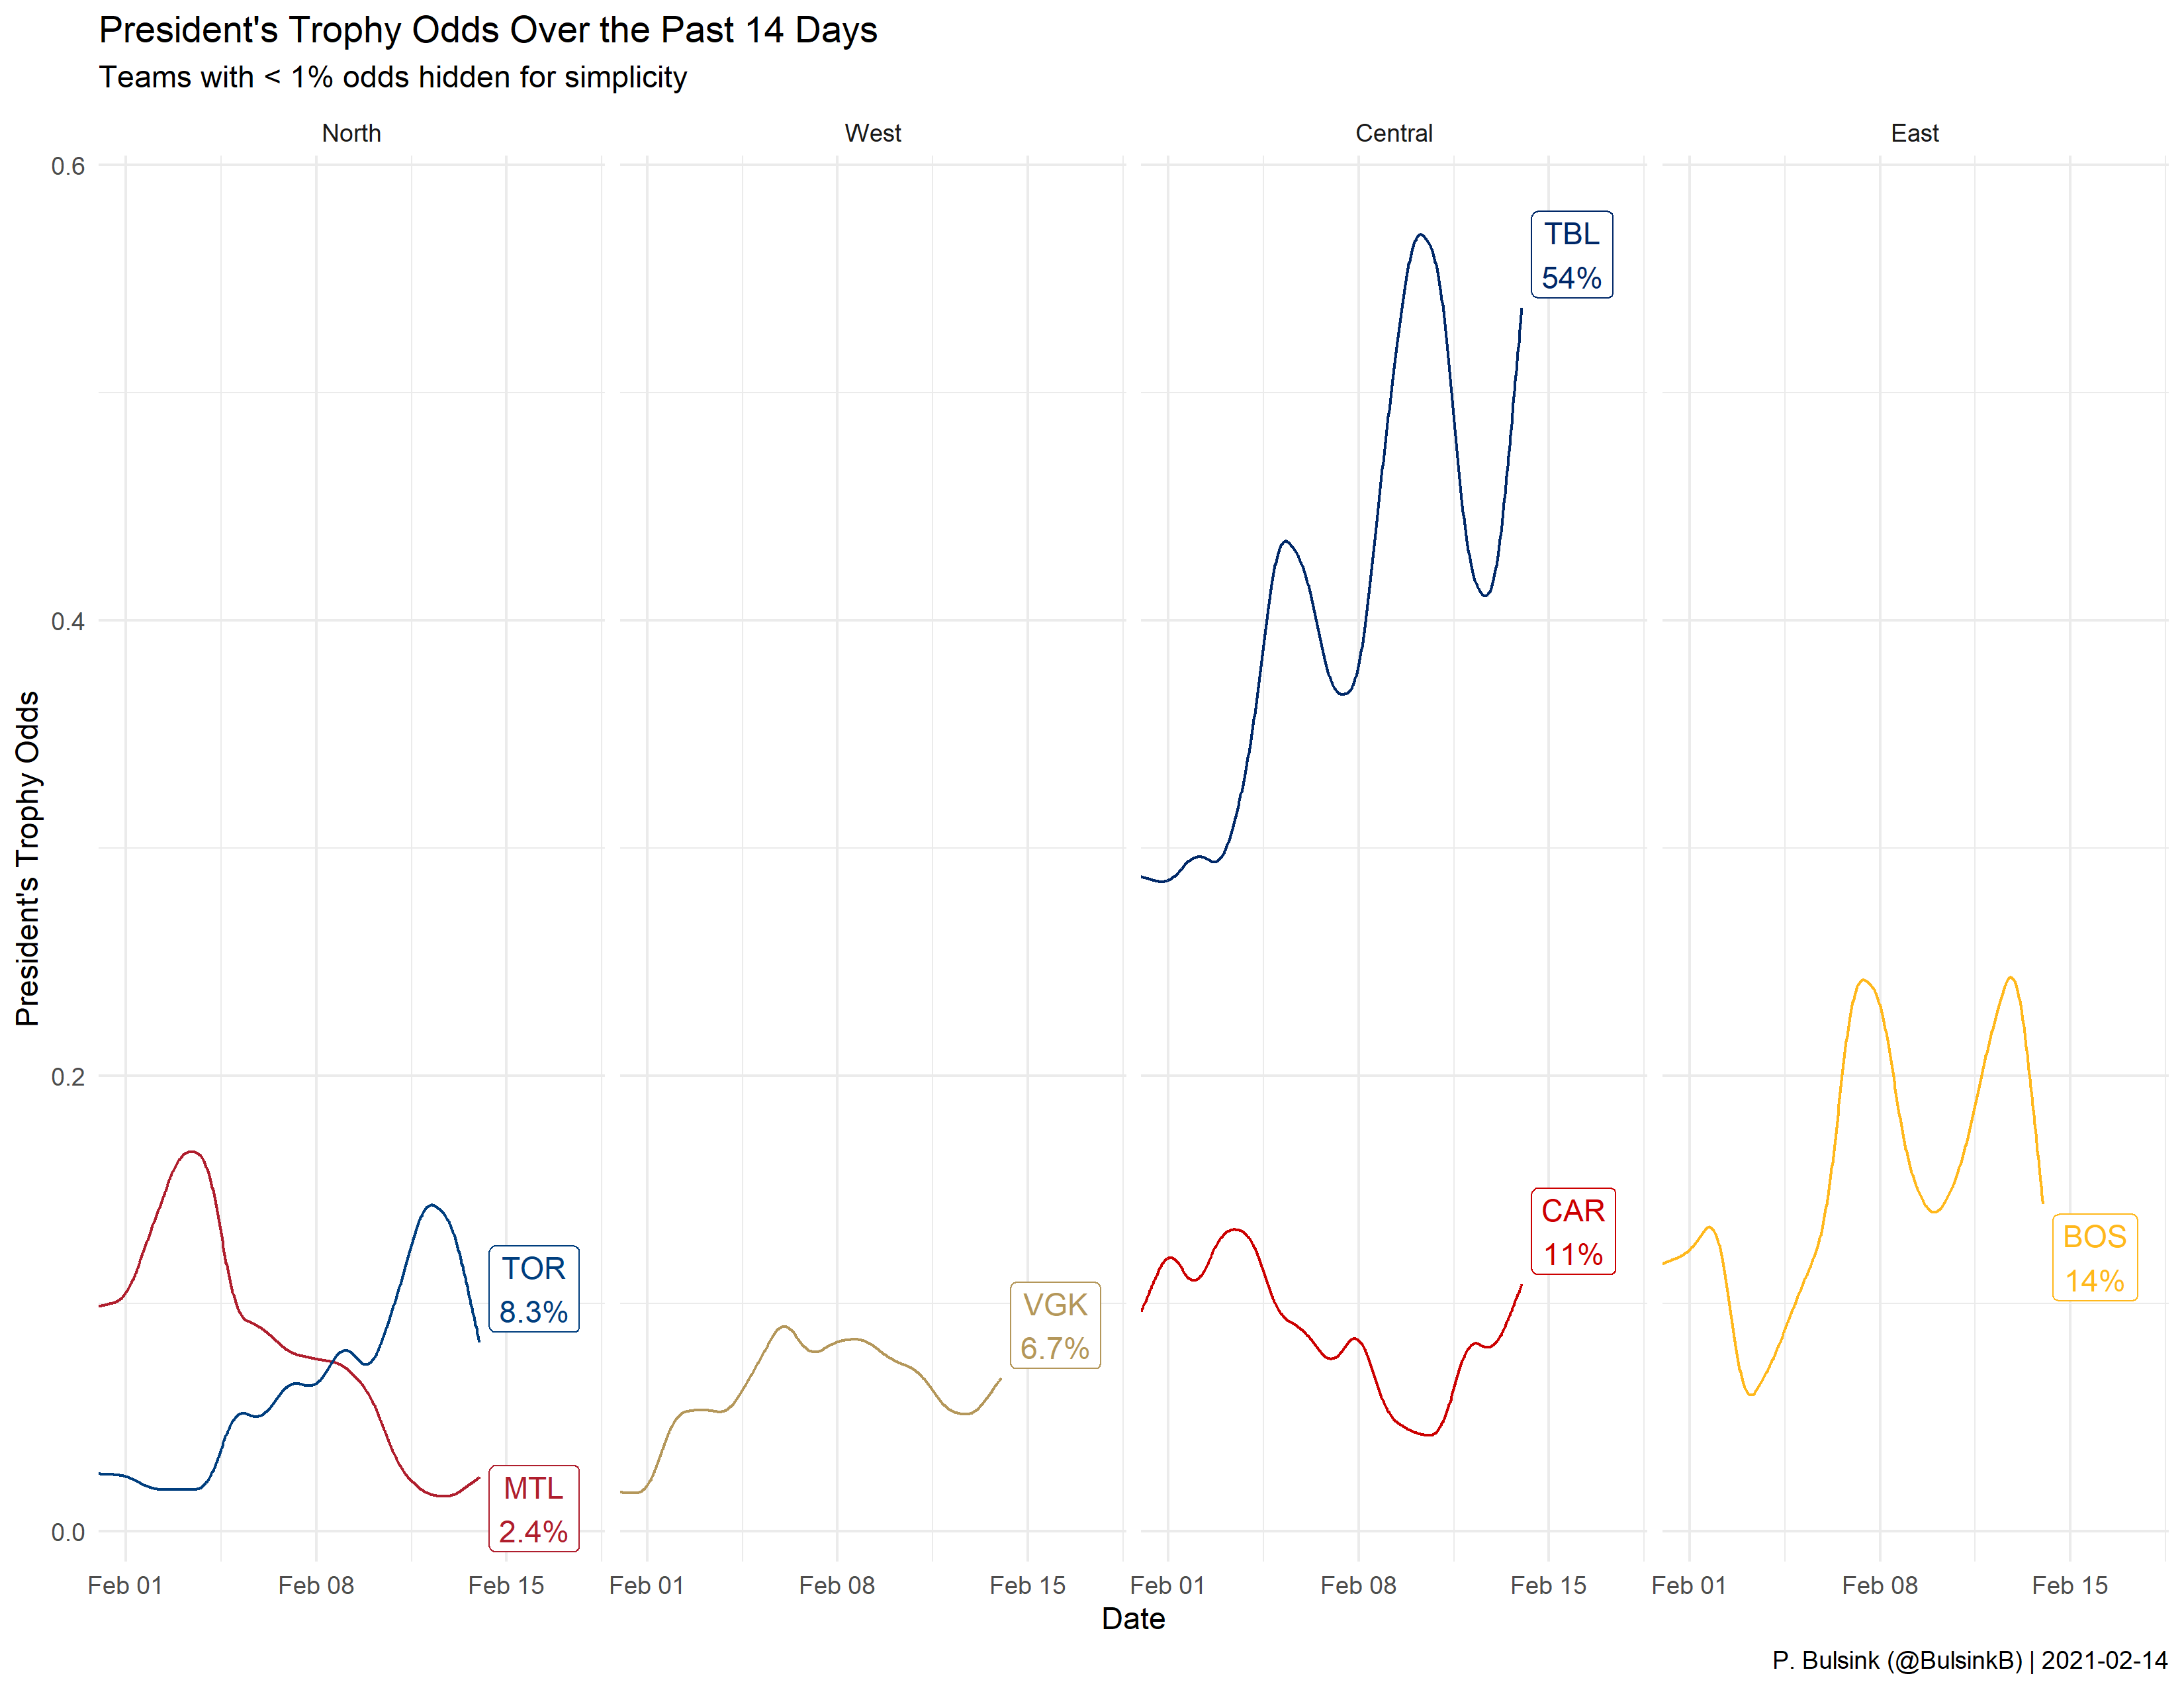 President's Trophy Odds Over the Past 14 Days
Teams with < 1% odds hidden for simplicity
North
West
Central
East
0.6
0.4
0.2
0.0
President's Trophy Odds
TOR
8.3%
MTL
2.4%
VGK
6.7%
TBL
54%
CAR
11%
BOS
14%
Feb 01 Feb 08 Feb 15
Feb 01 Feb 08 Feb 15
Feb 01 Feb 08 Feb 15
Feb 01 Feb 08 Feb 15
Date
P. Bulsink (@BulsinkB) | 2021-02-14